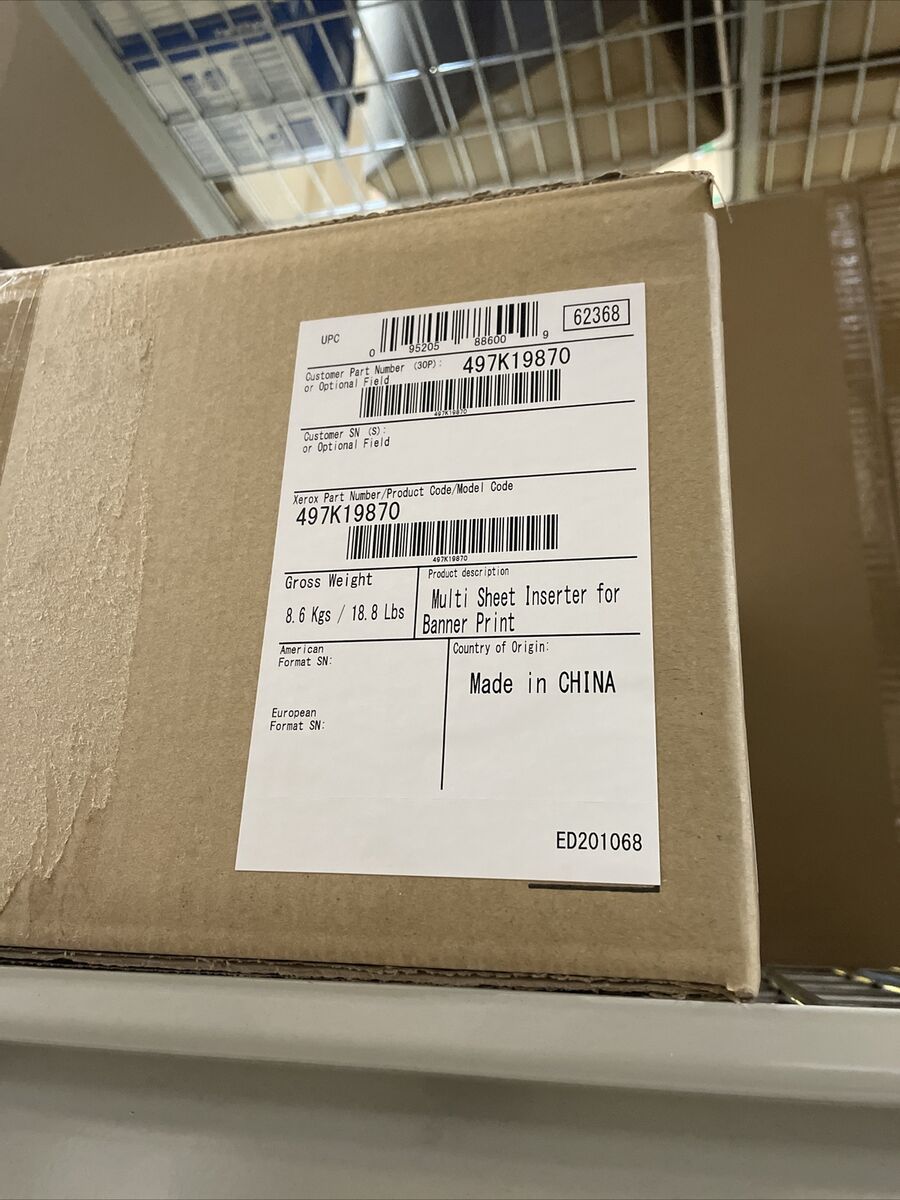 UPC
0 95205 88600 9
62368
Customer Part Number (30P): 497K19870
or Optional Field
497K19870
Customer SN (S):
or Optional Field
Xerox Part Number/Product Code/Model Code
497K19870
497K19870
Gross Weight
8.6 Kgs / 18.8 Lbs
Product description
Multi Sheet Inserter for
Banner Print
American
Format SN:
European
Format SN:
Country of Origin:
Made in CHINA
ED201068